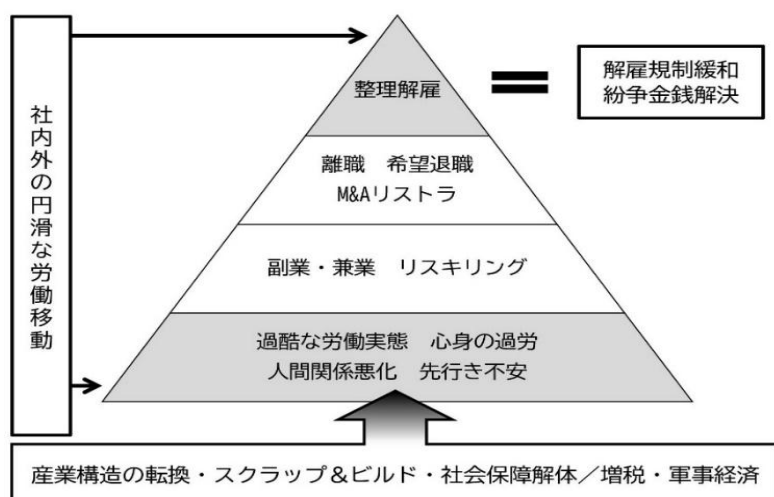 社内外の円滑な労働移動
整理解雇
解雇規制緩和
紛争金銭解決
離職　希望退職
M&Aリストラ
副業・兼業　リスキリング
過酷な労働実態　心身の過労
人間関係悪化　先行き不安
産業構造の転換・スクラップ＆ビルド・社会保障解体／増税・軍事経済